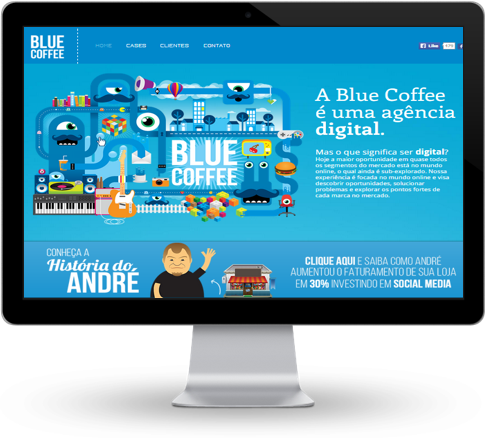 BLUE
COFFEE
HOME
CASES
CLIENTES
CONTATO
Like
BLUE
COFFEE
A Blue Coffee
é uma agência
digital.
Mas o que significa ser digital?
Hoje a maior oportunidade em quase todos
os segmentos do mercado está no mundo
online, o qual ainda é sub-explorado. Nossa
experiência é focada no mundo online e visa
descobrir oportunidades, solucionar
problemas e explorar os pontos fortes de
cada marca no mercado.
CONHEÇA A
História do
ANDRÉ
CLIQUE AQUI E SAIBA COMO ANDRÉ
AUMENTOU O FATURAMENTO DE SUA LOJA
EM 30% INVESTINDO EM SOCIAL MEDIA